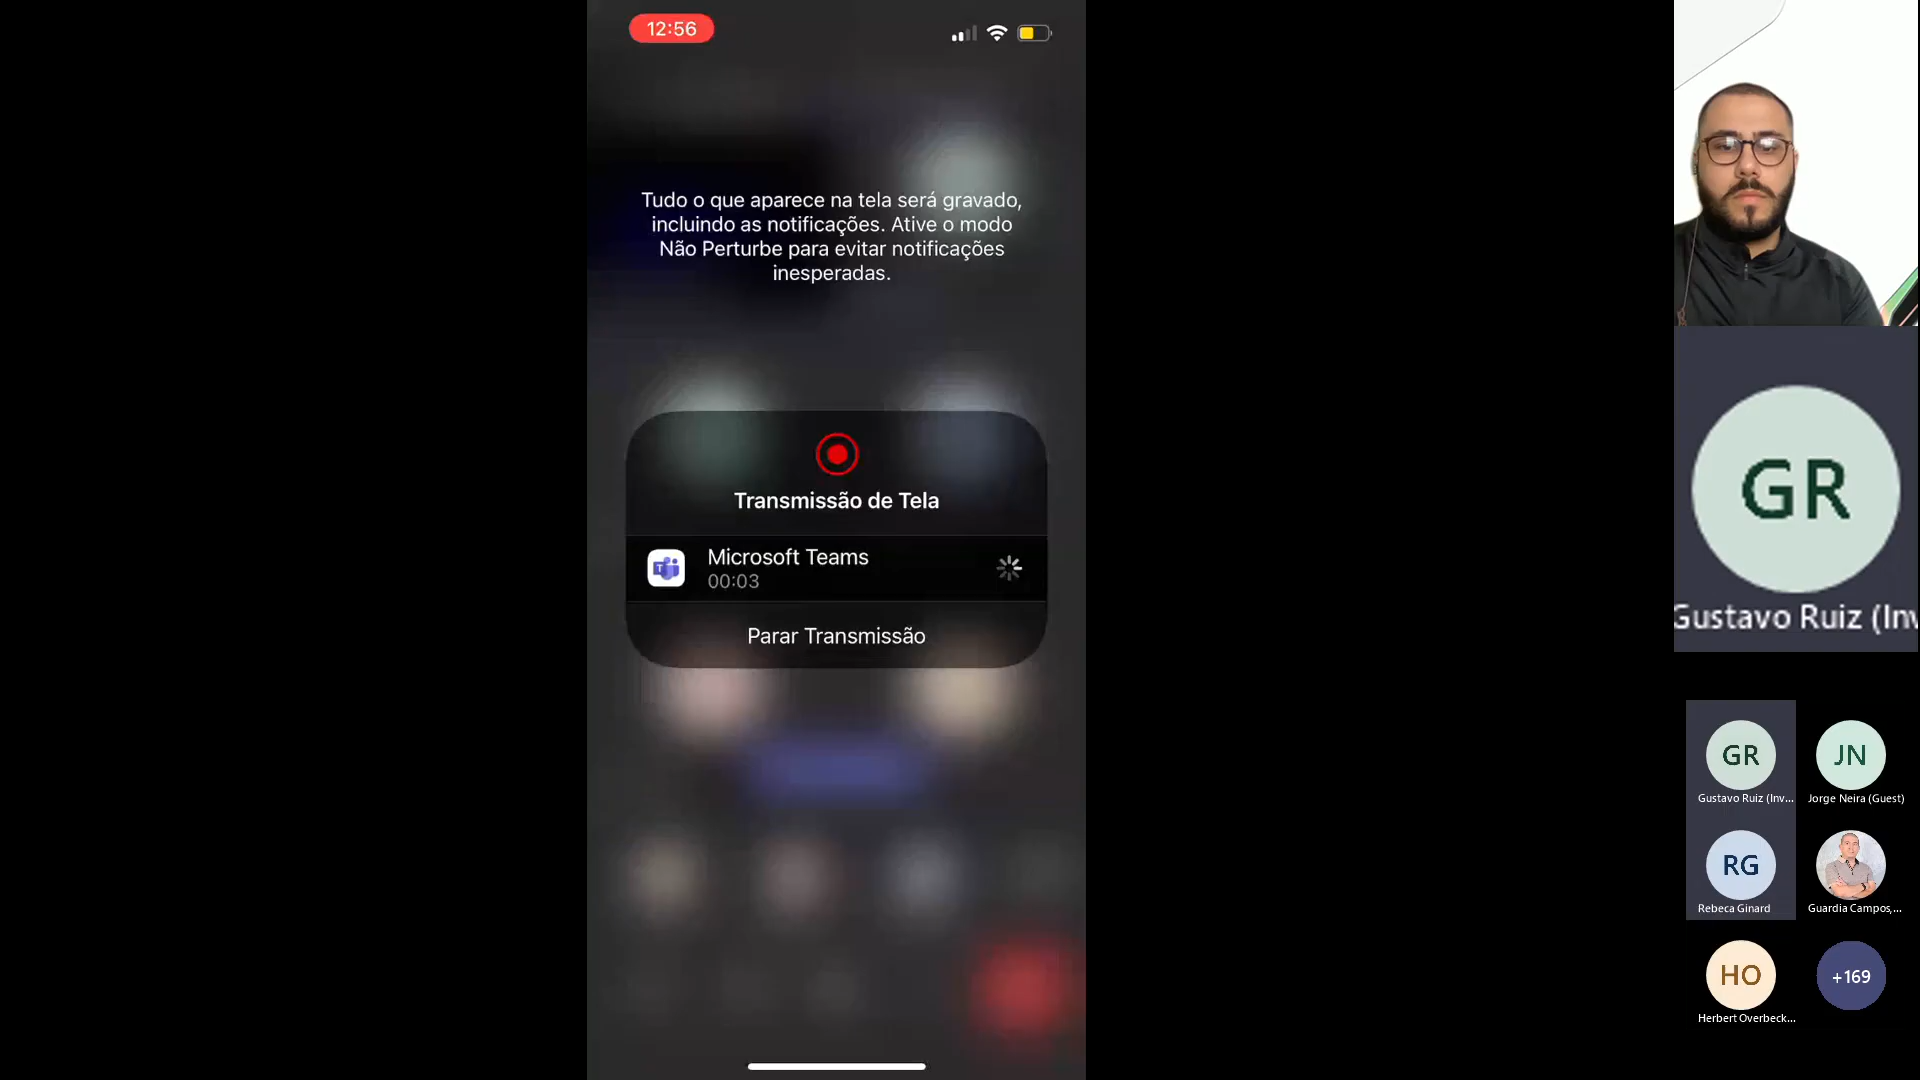 12:56
Tudo o que aparece na tela será gravado,
incluindo as notificações. Ative o modo
Não Perturbe para evitar notificações
inesperadas.
Transmissão de Tela
Microsoft Teams
00:03
Parar Transmissão
GR
Gustavo Ruiz (Inv
GR
Gustavo Ruiz (Inv...
JN
Jorge Neira (Guest)
RG
Rebeca Ginard
Guardia Campos,...
HO
Herbert Overbeck...
+169